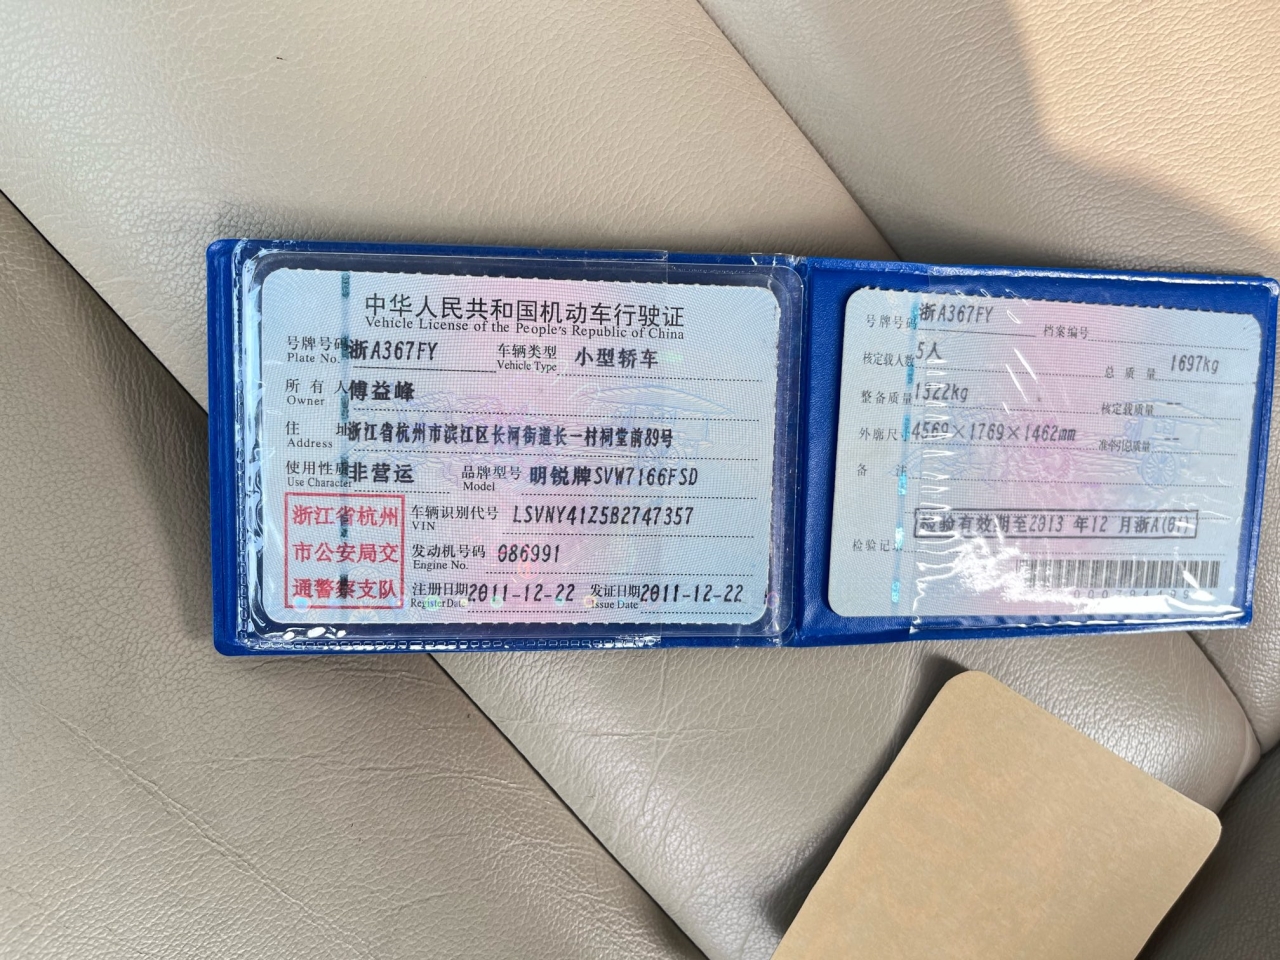 中华人民共和国机动车行驶证
Vehicle License of the People's Republic of China
号牌号码 浙A367FY 车辆类型 小型轿车
Plate No. Vehicle Type
所有人 傅益峰
Owner
住址 浙江省杭州市滨江区长河街道长一村祠堂前89号
Address
使用性质 非营运 品牌型号 明锐牌SVW7166FSD
Use Character Model
浙江省杭州
市公安局交
通警察支队
车辆识别代号 LSVNY41Z5B2747357
VIN
发动机号码 086991
Engine No.
注册日期 2011-12-22 发证日期 2011-12-22
Register Date Issue Date
号牌号码 浙A367FY 档案编号
核定载人数 5人 总质量 1697kg
整备质量 1322kg 核定载质量 --
外廓尺寸 4569×1769×1462mm 准牵引总质量 --
备注
检验有效期至2013年12月浙A
检验记录